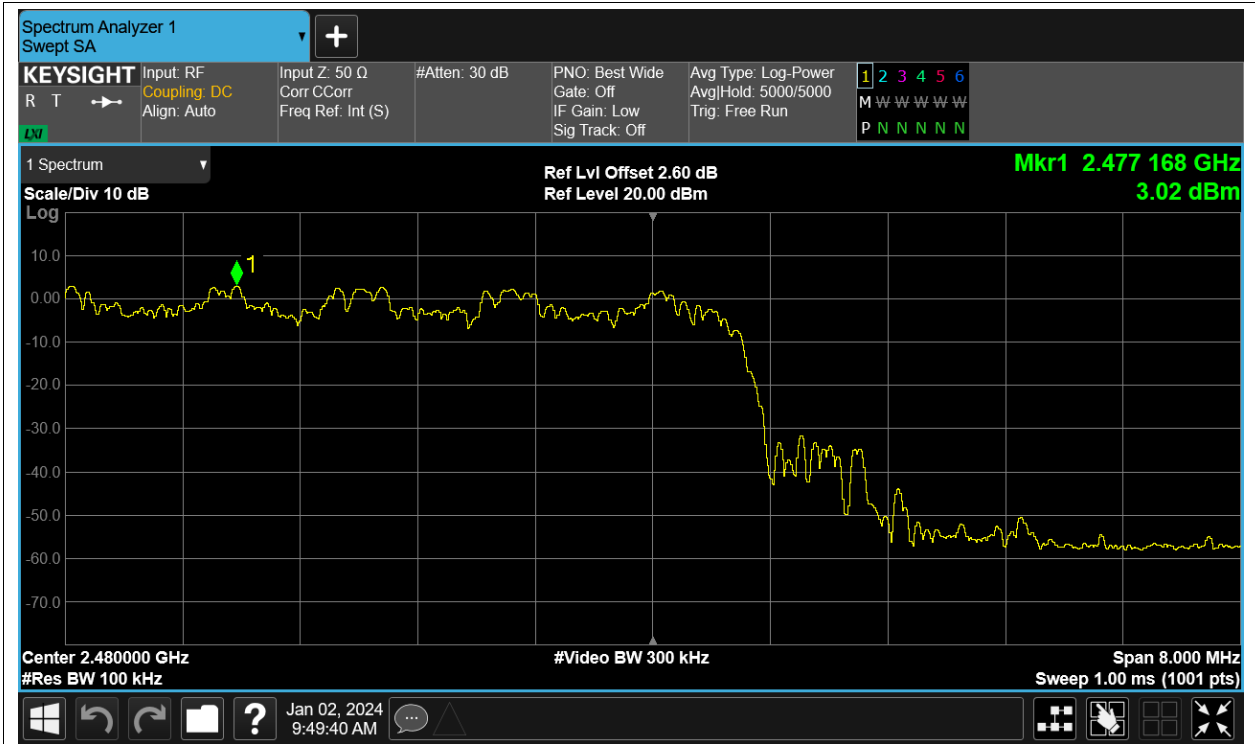 Spectrum Analyzer 1
Swept SA
+
KEYSIGHT
R T
LXI
Input: RF
Coupling: DC
Align: Auto
Input Z: 50 Ω
Corr CCorr
Freq Ref: Int (S)
#Atten: 30 dB
PNO: Best Wide
Gate: Off
IF Gain: Low
Sig Track: Off
Avg Type: Log-Power
Avg|Hold: 5000/5000
Trig: Free Run
1 2 3 4 5 6
M W W W W W
P N N N N N
1 Spectrum
Scale/Div 10 dB
Ref Lvl Offset 2.60 dB
Ref Level 20.00 dBm
Mkr1 2.477 168 GHz
3.02 dBm
Log
10.0
0.00
-10.0
-20.0
-30.0
-40.0
-50.0
-60.0
-70.0
1
Center 2.480000 GHz
#Res BW 100 kHz
#Video BW 300 kHz
Span 8.000 MHz
Sweep 1.00 ms (1001 pts)
?
Jan 02, 2024
9:49:40 AM